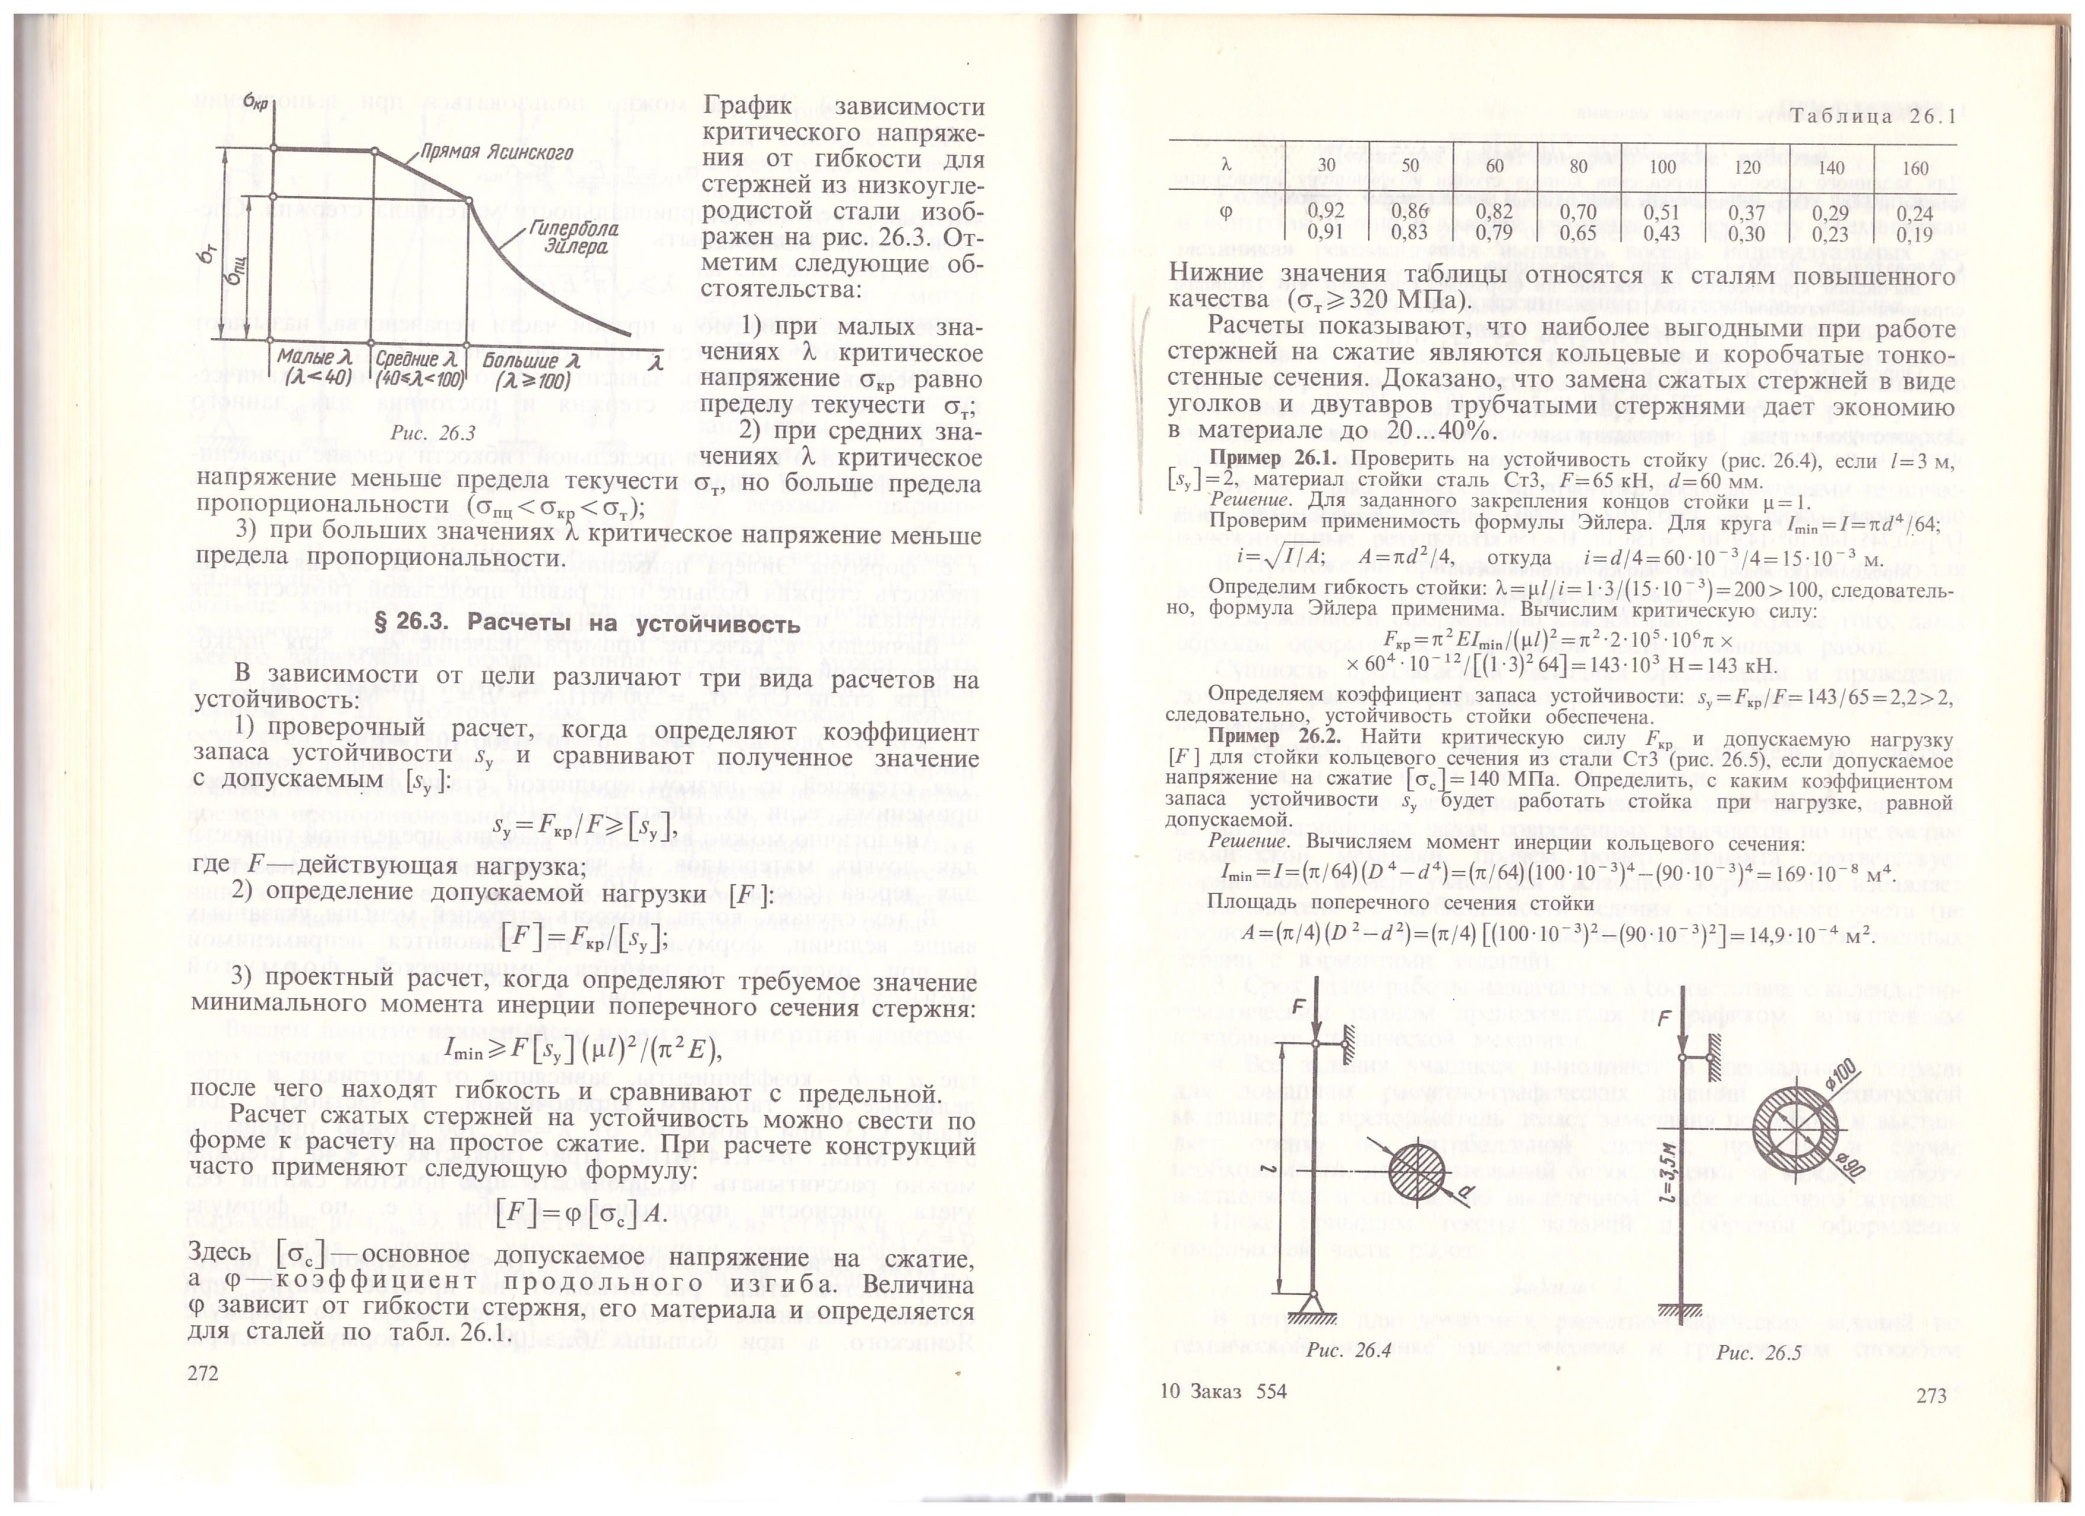 σкр
Прямая Ясинского
Гипербола
Эйлера
σт
σпц
Малые λ
(λ<40)
Средние λ
(40≤λ<100)
Большие λ
(λ≥100)
λ
Рис. 26.3
График зависимости
критического напряже-
ния от гибкости для
стержней из низкоугле-
родистой стали изоб-
ражен на рис. 26.3. От-
метим следующие об-
стоятельства:
1) при малых зна-
чениях λ критическое
напряжение σкр равно
пределу текучести σт;
2) при средних зна-
чениях λ критическое
напряжение меньше предела текучести σт, но больше предела
пропорциональности (σпц<σкр<σт);
3) при больших значениях λ критическое напряжение меньше
предела пропорциональности.
§ 26.3. Расчеты на устойчивость
В зависимости от цели различают три вида расчетов на
устойчивость:
1) проверочный расчет, когда определяют коэффициент
запаса устойчивости sу и сравнивают полученное значение
с допускаемым [sу]:
sу=Fкр/F≥[sу],
где F—действующая нагрузка;
2) определение допускаемой нагрузки [F]:
[F]=Fкр/[sу];
3) проектный расчет, когда определяют требуемое значение
минимального момента инерции поперечного сечения стержня:
Imin≥F[sу](μl)²/(π²E),
после чего находят гибкость и сравнивают с предельной.
Расчет сжатых стержней на устойчивость можно свести по
форме к расчету на простое сжатие. При расчете конструкций
часто применяют следующую формулу:
[F]=φ[σс]A.
Здесь [σс]—основное допускаемое напряжение на сжатие,
а φ—коэффициент продольного изгиба. Величина
φ зависит от гибкости стержня, его материала и определяется
для сталей по табл. 26.1.
272
Таблица 26.1
λ 30 50 60 80 100 120 140 160
φ 0,92 0,86 0,82 0,70 0,51 0,37 0,29 0,24
0,91 0,83 0,79 0,65 0,43 0,30 0,23 0,19
Нижние значения таблицы относятся к сталям повышенного
качества (σт≥320 МПа).
Расчеты показывают, что наиболее выгодными при работе
стержней на сжатие являются кольцевые и коробчатые тонко-
стенные сечения. Доказано, что замена сжатых стержней в виде
уголков и двутавров трубчатыми стержнями дает экономию
в материале до 20...40%.
Пример 26.1. Проверить на устойчивость стойку (рис. 26.4), если l=3 м,
[sу]=2, материал стойки сталь Ст3, F=65 кН, d=60 мм.
Решение. Для заданного закрепления концов стойки μ=1.
Проверим применимость формулы Эйлера. Для круга Imin=I=πd⁴/64;
i=√I/A; A=πd²/4, откуда i=d/4=60·10⁻³/4=15·10⁻³ м.
Определим гибкость стойки: λ=μl/i=1·3/(15·10⁻³)=200>100, следователь-
но, формула Эйлера применима. Вычислим критическую силу:
Fкр=π²EImin/(μl)²=π²·2·10⁵·10⁶π×
×60⁴·10⁻¹²/[(1·3)²64]=143·10³ Н=143 кН.
Определяем коэффициент запаса устойчивости: sу=Fкр/F=143/65=2,2>2,
следовательно, устойчивость стойки обеспечена.
Пример 26.2. Найти критическую силу Fкр и допускаемую нагрузку
[F] для стойки кольцевого сечения из стали Ст3 (рис. 26.5), если допускаемое
напряжение на сжатие [σс]=140 МПа. Определить, с каким коэффициентом
запаса устойчивости sу будет работать стойка при нагрузке, равной
допускаемой.
Решение. Вычисляем момент инерции кольцевого сечения:
Imin=I=(π/64)(D⁴−d⁴)=(π/64)(100·10⁻³)⁴−(90·10⁻³)⁴=169·10⁻⁸ м⁴.
Площадь поперечного сечения стойки
A=(π/4)(D²−d²)=(π/4)[(100·10⁻³)²−(90·10⁻³)²]=14,9·10⁻⁴ м².
F
l
d
Рис. 26.4
F
l=3,5м
ø100
ø90
Рис. 26.5
10 Заказ 554
273